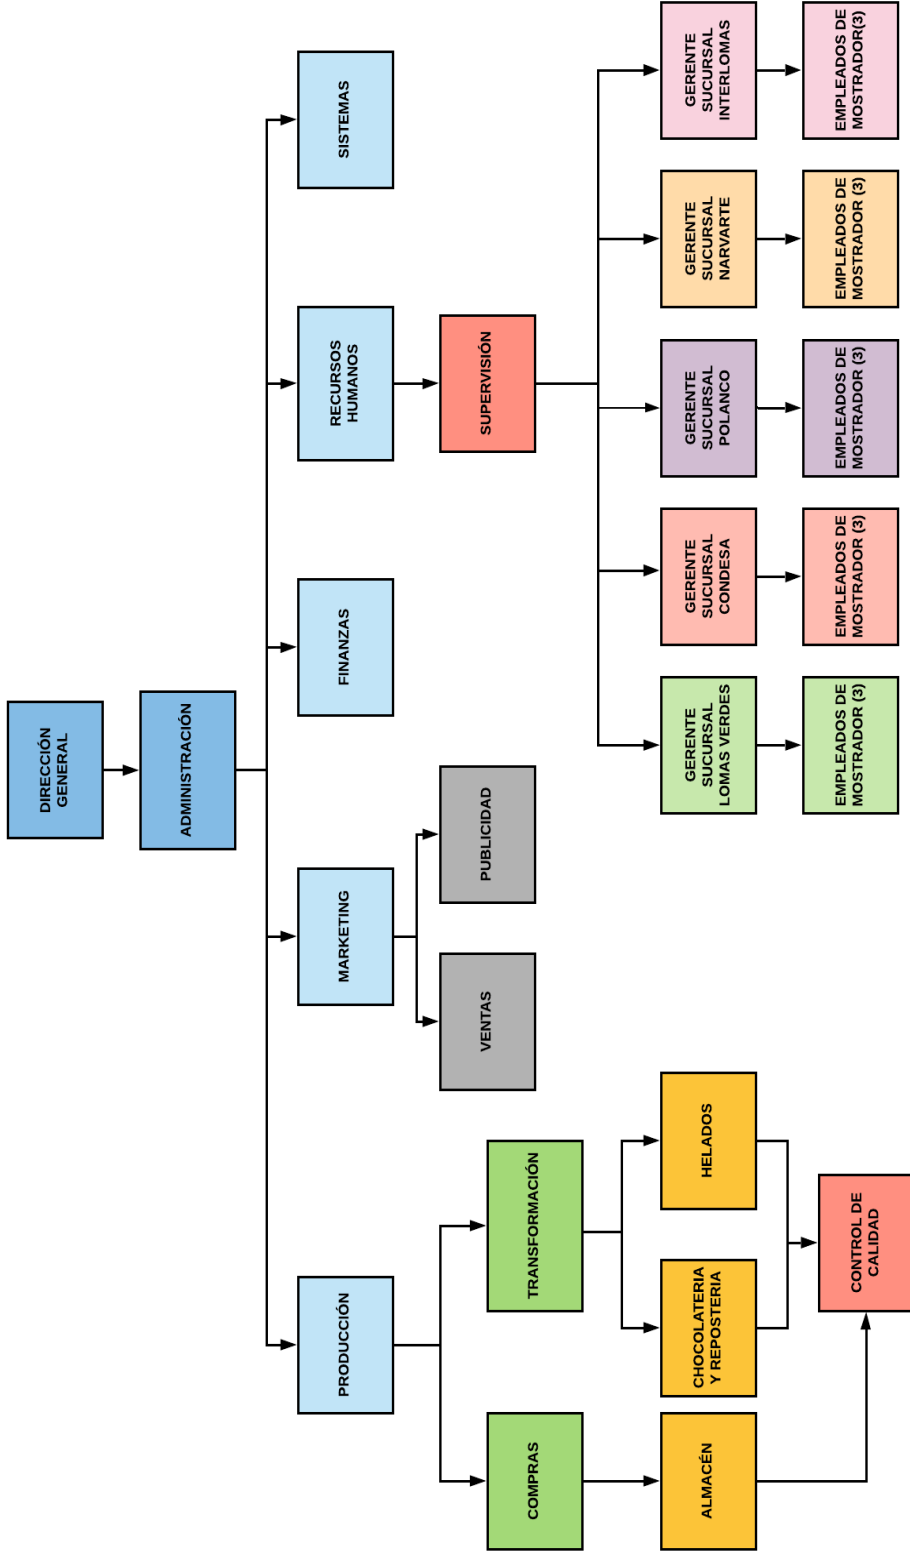 DIRECCIÓN
GENERAL
ADMINISTRACIÓN
PRODUCCIÓN
MARKETING
FINANZAS
RECURSOS
HUMANOS
SISTEMAS
COMPRAS
TRANSFORMACIÓN
VENTAS
PUBLICIDAD
SUPERVISIÓN
ALMACÉN
CHOCOLATERIA
Y REPOSTERIA
HELADOS
GERENTE
SUCURSAL
LOMAS VERDES
GERENTE
SUCURSAL
CONDESA
GERENTE
SUCURSAL
POLANCO
GERENTE
SUCURSAL
NARVARTE
GERENTE
SUCURSAL
INTERLOMAS
CONTROL DE
CALIDAD
EMPLEADOS DE
MOSTRADOR (3)
EMPLEADOS DE
MOSTRADOR (3)
EMPLEADOS DE
MOSTRADOR (3)
EMPLEADOS DE
MOSTRADOR (3)
EMPLEADOS DE
MOSTRADOR(3)